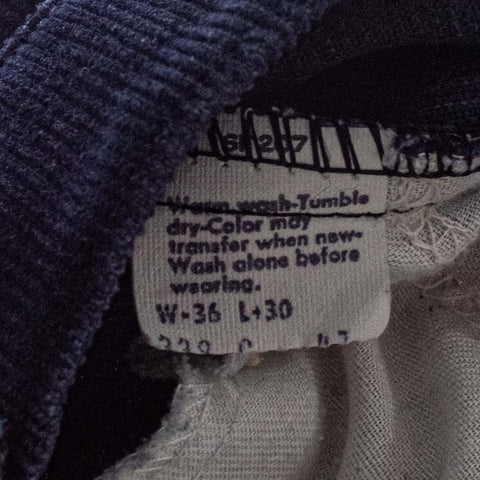 Warm wash-Tumble
dry-Color may
transfer when new-
Wash alone before
wearing.
W-36 L+30